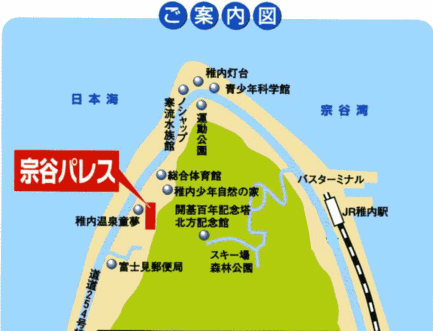 ご案内図
日本海
宗谷湾
稚内灯台
青少年科学館
ノシャップ
寒流水族館
運動公園
総合体育館
稚内少年自然の家
宗谷パレス
稚内温泉童夢
開基百年記念塔
北方記念館
バスターミナル
JR稚内駅
富士見郵便局
スキー場
森林公園
道道254号